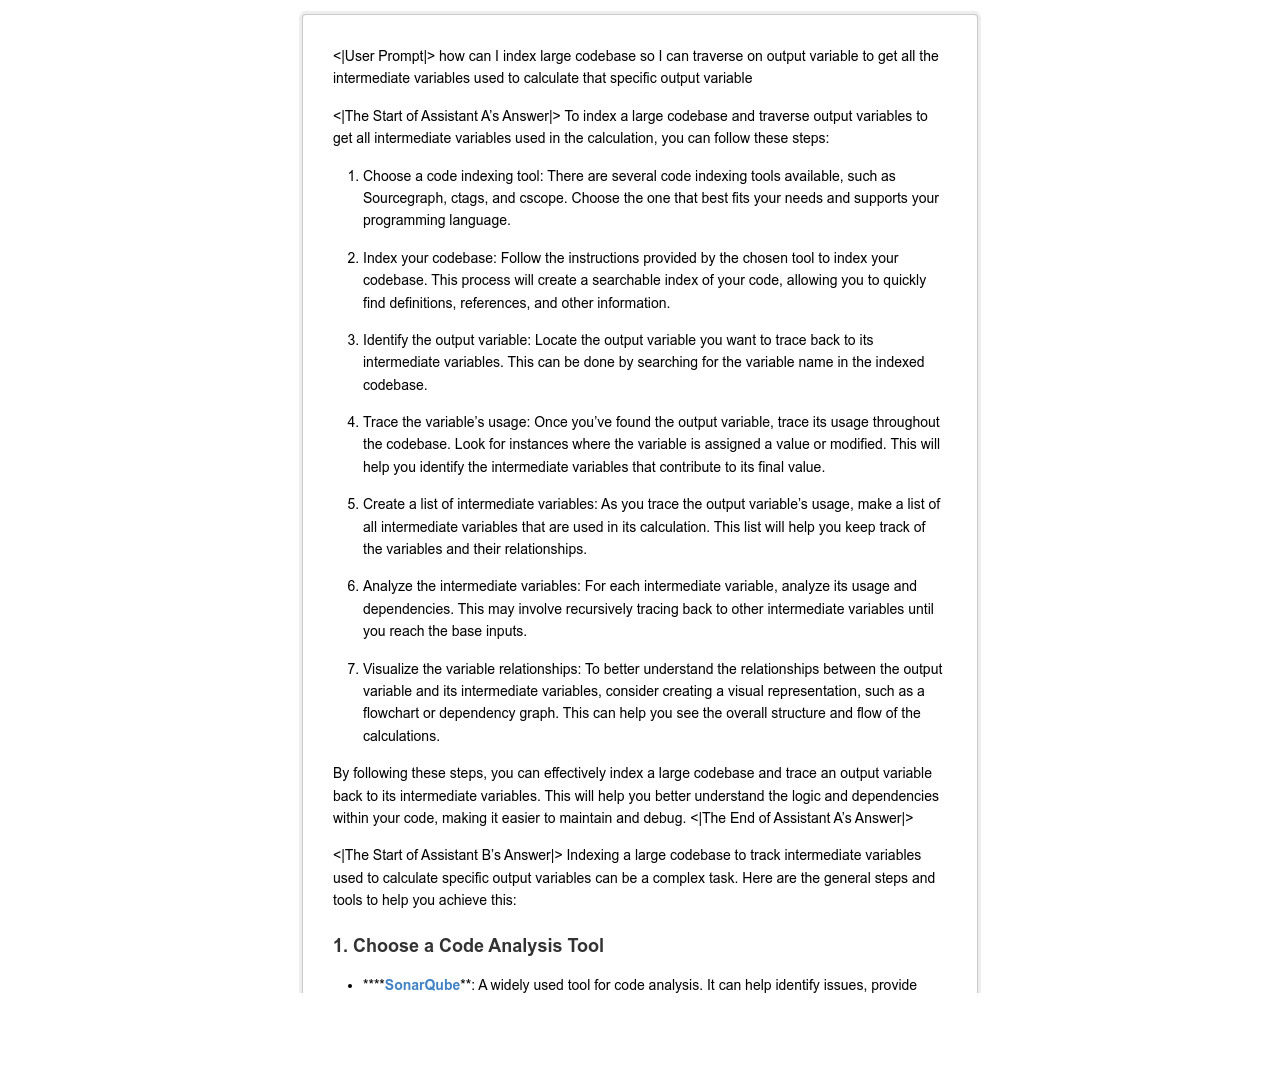 <|User Prompt|> how can I index large codebase so I can traverse on output variable to get all the
intermediate variables used to calculate that specific output variable
<|The Start of Assistant A’s Answer|> To index a large codebase and traverse output variables to
get all intermediate variables used in the calculation, you can follow these steps:
1. Choose a code indexing tool: There are several code indexing tools available, such as
Sourcegraph, ctags, and cscope. Choose the one that best fits your needs and supports your
programming language.
2. Index your codebase: Follow the instructions provided by the chosen tool to index your
codebase. This process will create a searchable index of your code, allowing you to quickly
find definitions, references, and other information.
3. Identify the output variable: Locate the output variable you want to trace back to its
intermediate variables. This can be done by searching for the variable name in the indexed
codebase.
4. Trace the variable’s usage: Once you’ve found the output variable, trace its usage throughout
the codebase. Look for instances where the variable is assigned a value or modified. This will
help you identify the intermediate variables that contribute to its final value.
5. Create a list of intermediate variables: As you trace the output variable’s usage, make a list of
all intermediate variables that are used in its calculation. This list will help you keep track of
the variables and their relationships.
6. Analyze the intermediate variables: For each intermediate variable, analyze its usage and
dependencies. This may involve recursively tracing back to other intermediate variables until
you reach the base inputs.
7. Visualize the variable relationships: To better understand the relationships between the output
variable and its intermediate variables, consider creating a visual representation, such as a
flowchart or dependency graph. This can help you see the overall structure and flow of the
calculations.
By following these steps, you can effectively index a large codebase and trace an output variable
back to its intermediate variables. This will help you better understand the logic and dependencies
within your code, making it easier to maintain and debug. <|The End of Assistant A’s Answer|>
<|The Start of Assistant B’s Answer|> Indexing a large codebase to track intermediate variables
used to calculate specific output variables can be a complex task. Here are the general steps and
tools to help you achieve this:
1. Choose a Code Analysis Tool
• ****SonarQube**: A widely used tool for code analysis. It can help identify issues, provide